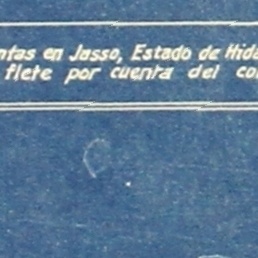 ntas en Jasso, Estado de Hida
flete por cuenta del co